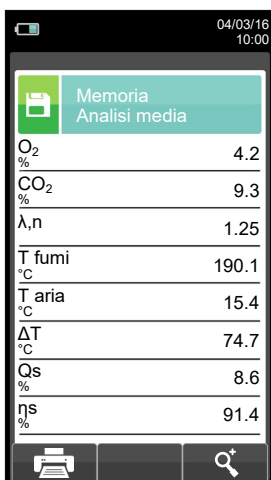 04/03/16
10:00
Memoria
Analisi media
O₂
% 4.2
CO₂
% 9.3
λ,n 1.25
T fumi
°C 190.1
T aria
°C 15.4
ΔT
°C 74.7
Qs
% 8.6
ηs
% 91.4